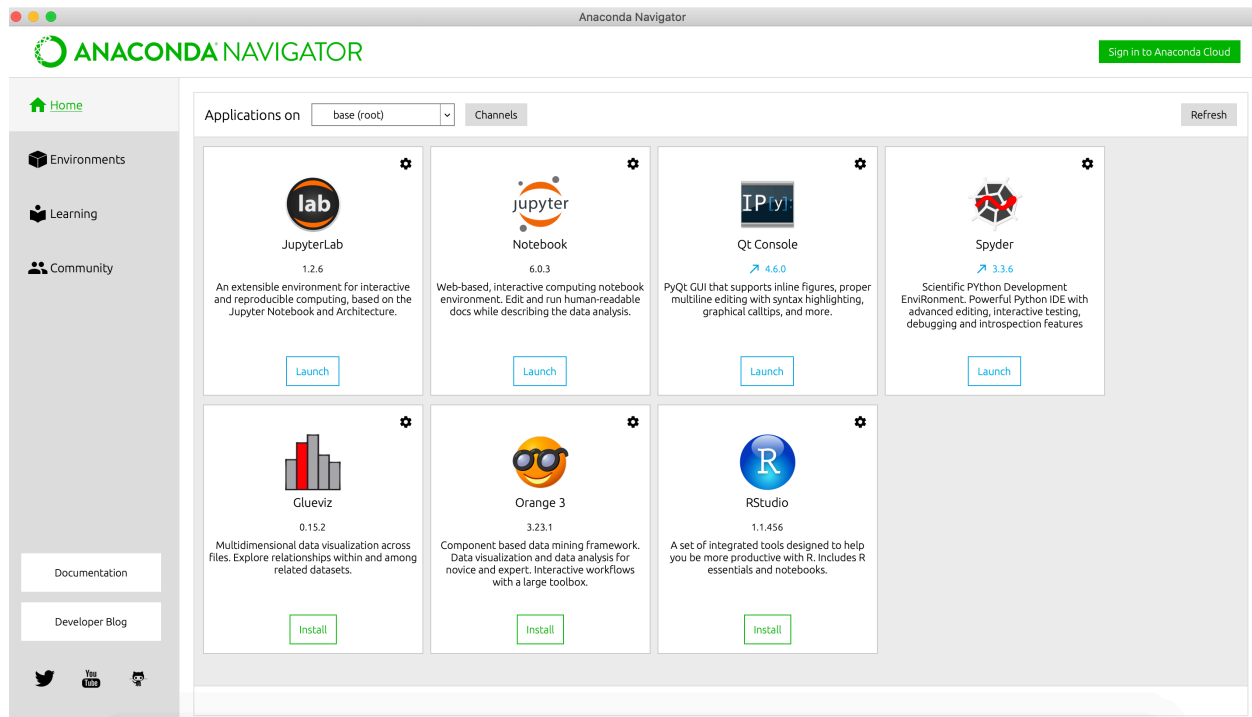 Anaconda Navigator
ANACONDA NAVIGATOR
Sign in to Anaconda Cloud
Home
Environments
Learning
Community
Documentation
Developer Blog
You
Tube
Applications on
base (root)
Channels
Refresh
lab
JupyterLab
1.2.6
An extensible environment for interactive
and reproducible computing, based on the
Jupyter Notebook and Architecture.
Launch
jupyter
Notebook
6.0.3
Web-based, interactive computing notebook
environment. Edit and run human-readable
docs while describing the data analysis.
Launch
IP[y]:
Qt Console
4.6.0
PyQt GUI that supports inline figures, proper
multiline editing with syntax highlighting,
graphical calltips, and more.
Launch
Spyder
3.3.6
Scientific PYthon Development
EnviRonment. Powerful Python IDE with
advanced editing, interactive testing,
debugging and introspection features
Launch
Glueviz
0.15.2
Multidimensional data visualization across
files. Explore relationships within and among
related datasets.
Install
Orange 3
3.23.1
Component based data mining framework.
Data visualization and data analysis for
novice and expert. Interactive workflows
with a large toolbox.
Install
R
RStudio
1.1.456
A set of integrated tools designed to help
you be more productive with R. Includes R
essentials and notebooks.
Install